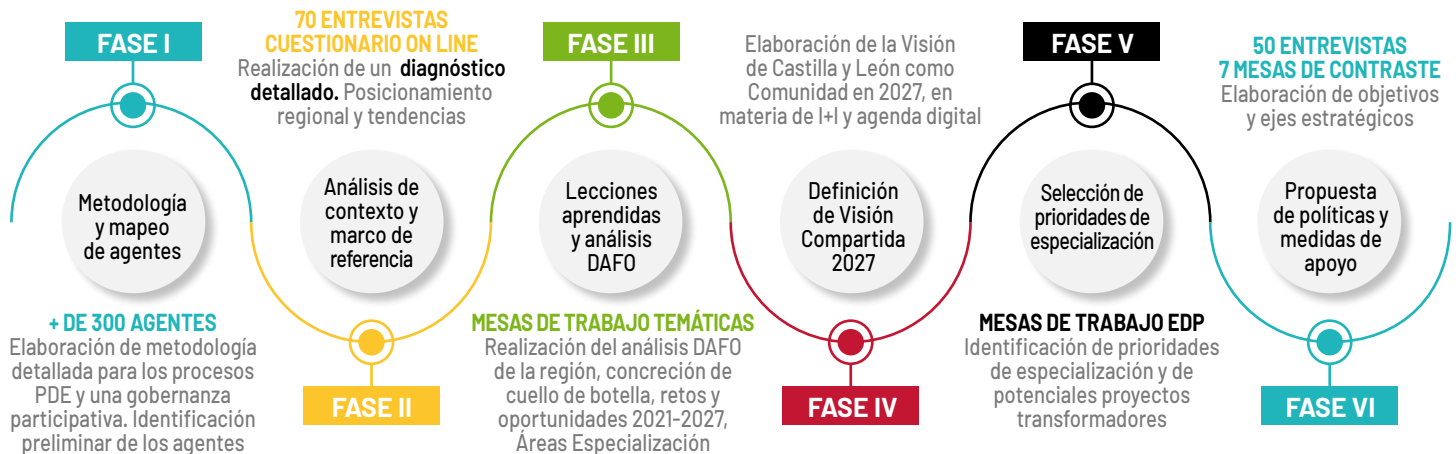 FASE I
Metodología
y mapeo
de agentes
+ DE 300 AGENTES
Elaboración de metodología
detallada para los procesos
PDE y una gobernanza
participativa. Identificación
preliminar de los agentes
70 ENTREVISTAS
CUESTIONARIO ON LINE
Realización de un diagnóstico
detallado. Posicionamiento
regional y tendencias
Análisis de
contexto y
marco de
referencia
FASE II
FASE III
Lecciones
aprendidas
y análisis
DAFO
MESAS DE TRABAJO TEMÁTICAS
Realización del análisis DAFO
de la región, concreción de
cuello de botella, retos y
oportunidades 2021-2027,
Áreas Especialización
Elaboración de la Visión
de Castilla y León como
Comunidad en 2027, en
materia de I+I y agenda digital
Definición
de Visión
Compartida
2027
FASE IV
FASE V
Selección de
prioridades de
especialización
MESAS DE TRABAJO EDP
Identificación de prioridades
de especialización y de
potenciales proyectos
transformadores
50 ENTREVISTAS
7 MESAS DE CONTRASTE
Elaboración de objetivos
y ejes estratégicos
Propuesta
de políticas y
medidas de
apoyo
FASE VI